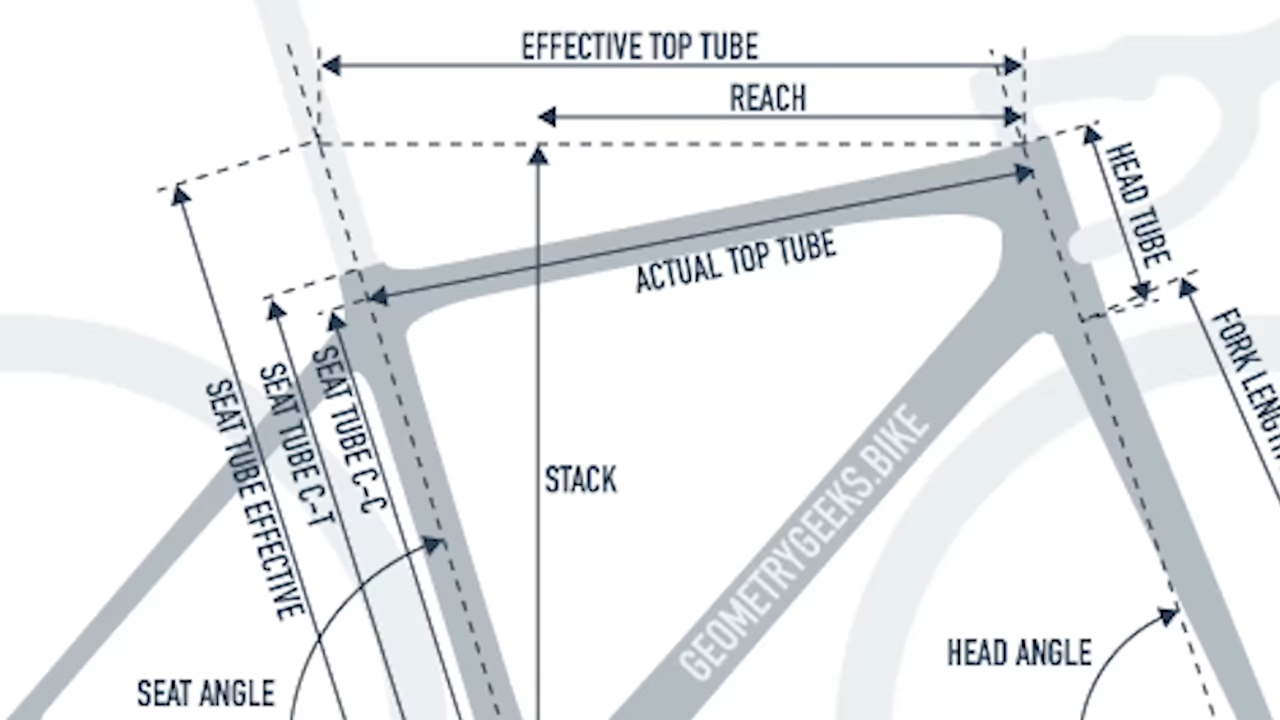 EFFECTIVE TOP TUBE
REACH
HEAD TUBE
ACTUAL TOP TUBE
FORK LENGTH
SEAT TUBE C-C
SEAT TUBE C-T
SEAT TUBE EFFECTIVE
STACK
GEOMETRYGEEKS.BIKE
HEAD ANGLE
SEAT ANGLE